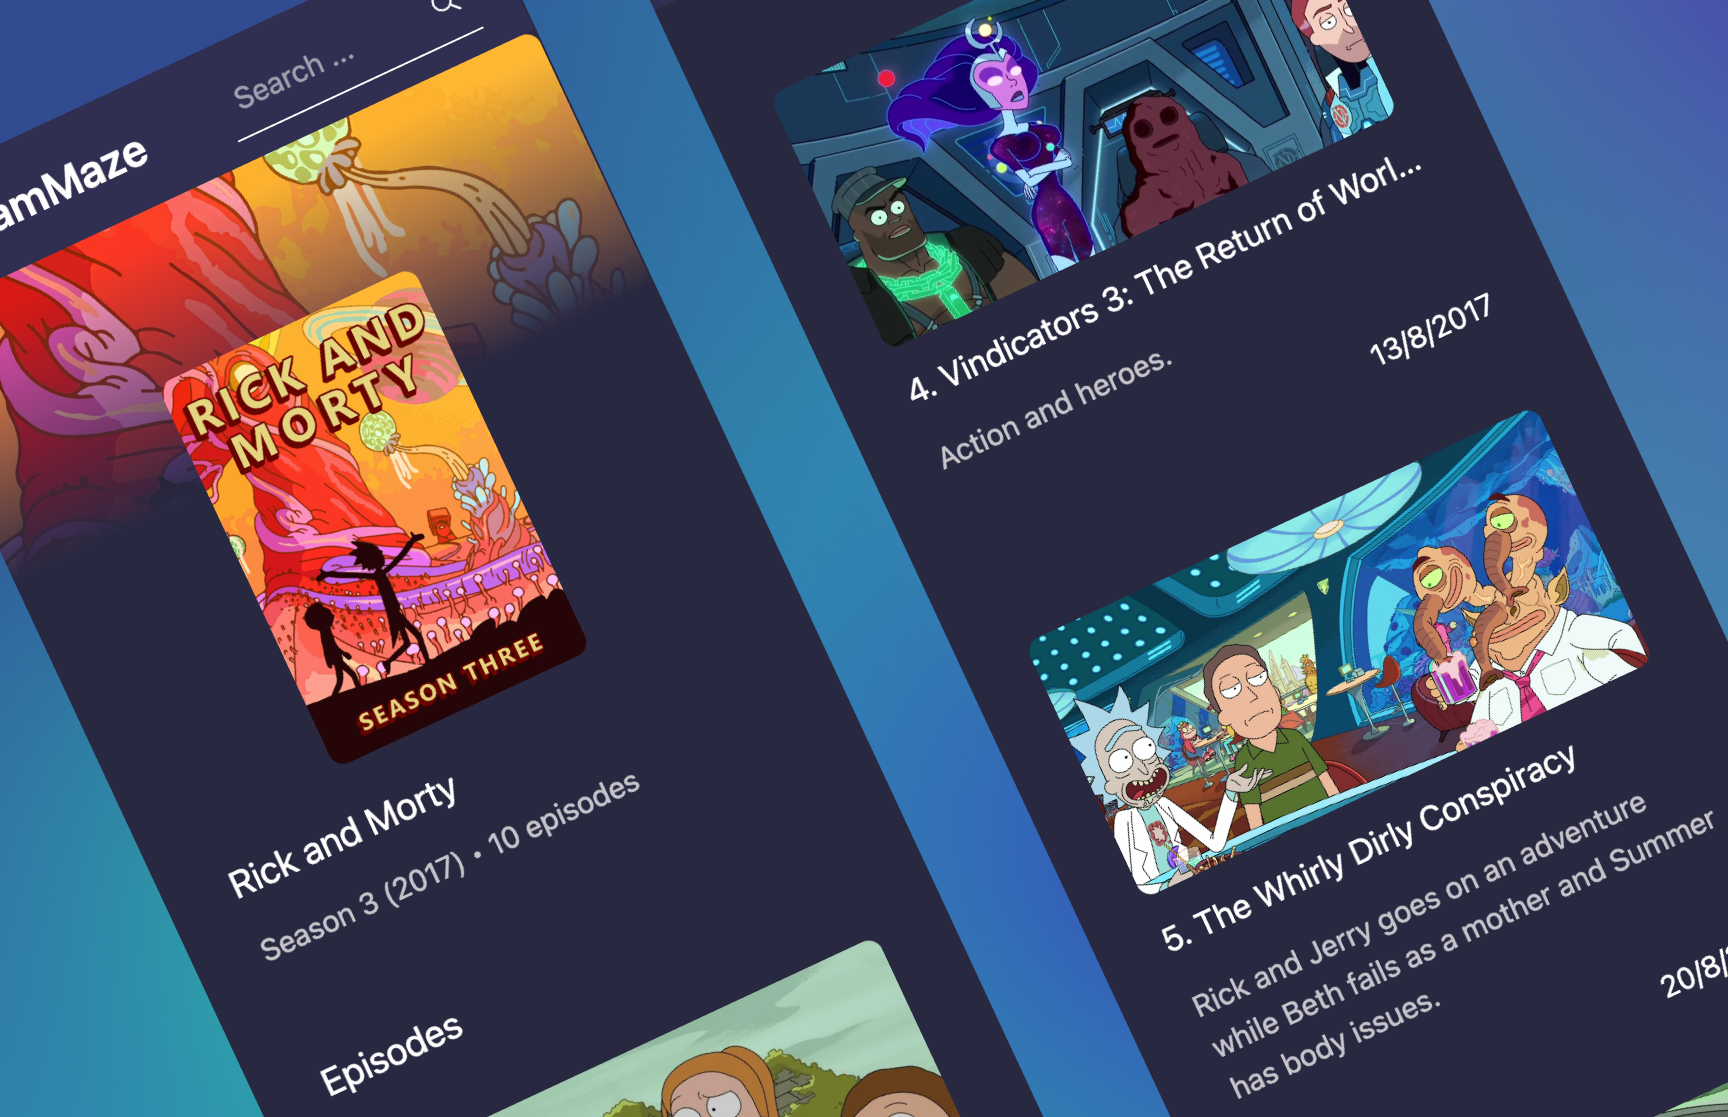 Search ...
amMaze
RICK AND
MORTY
SEASON THREE
Rick and Morty
Season 3 (2017) • 10 episodes
Episodes
4. Vindicators 3: The Return of Worl...
13/8/2017
Action and heroes.
5. The Whirly Dirly Conspiracy
Rick and Jerry goes on an adventure
while Beth fails as a mother and Summer
has body issues.
20/8/